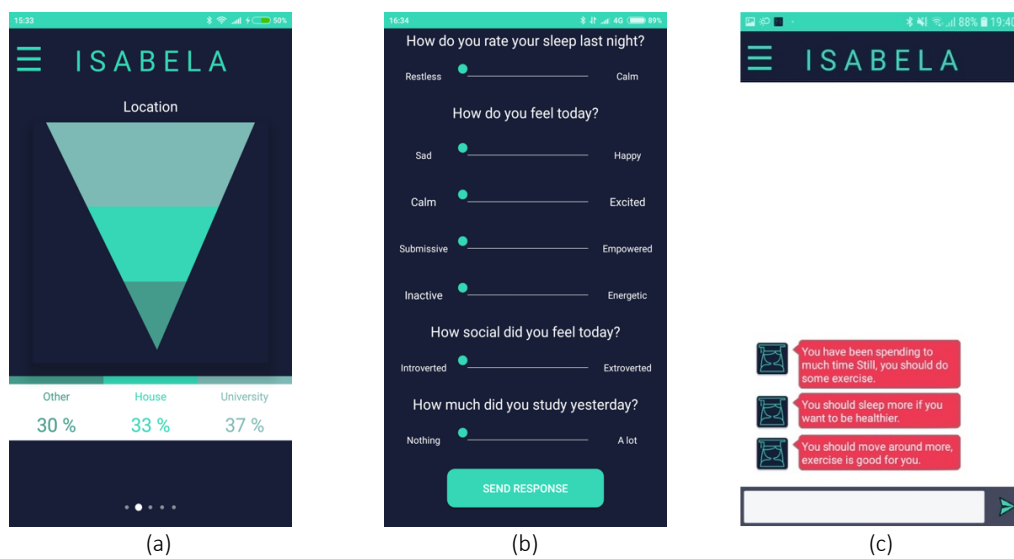 15:33
50%
ISABELA
Location
Other House University
30 % 33 % 37 %
(a)
16:34
4G 89%
How do you rate your sleep last night?
Restless Calm
How do you feel today?
Sad Happy
Calm Excited
Submissive Empowered
Inactive Energetic
How social did you feel today?
Introverted Extroverted
How much did you study yesterday?
Nothing A lot
SEND RESPONSE
(b)
88% 19:40
ISABELA
You have been spending to
much time Still, you should do
some exercise.
You should sleep more if you
want to be healthier.
You should move around more,
exercise is good for you.
(c)